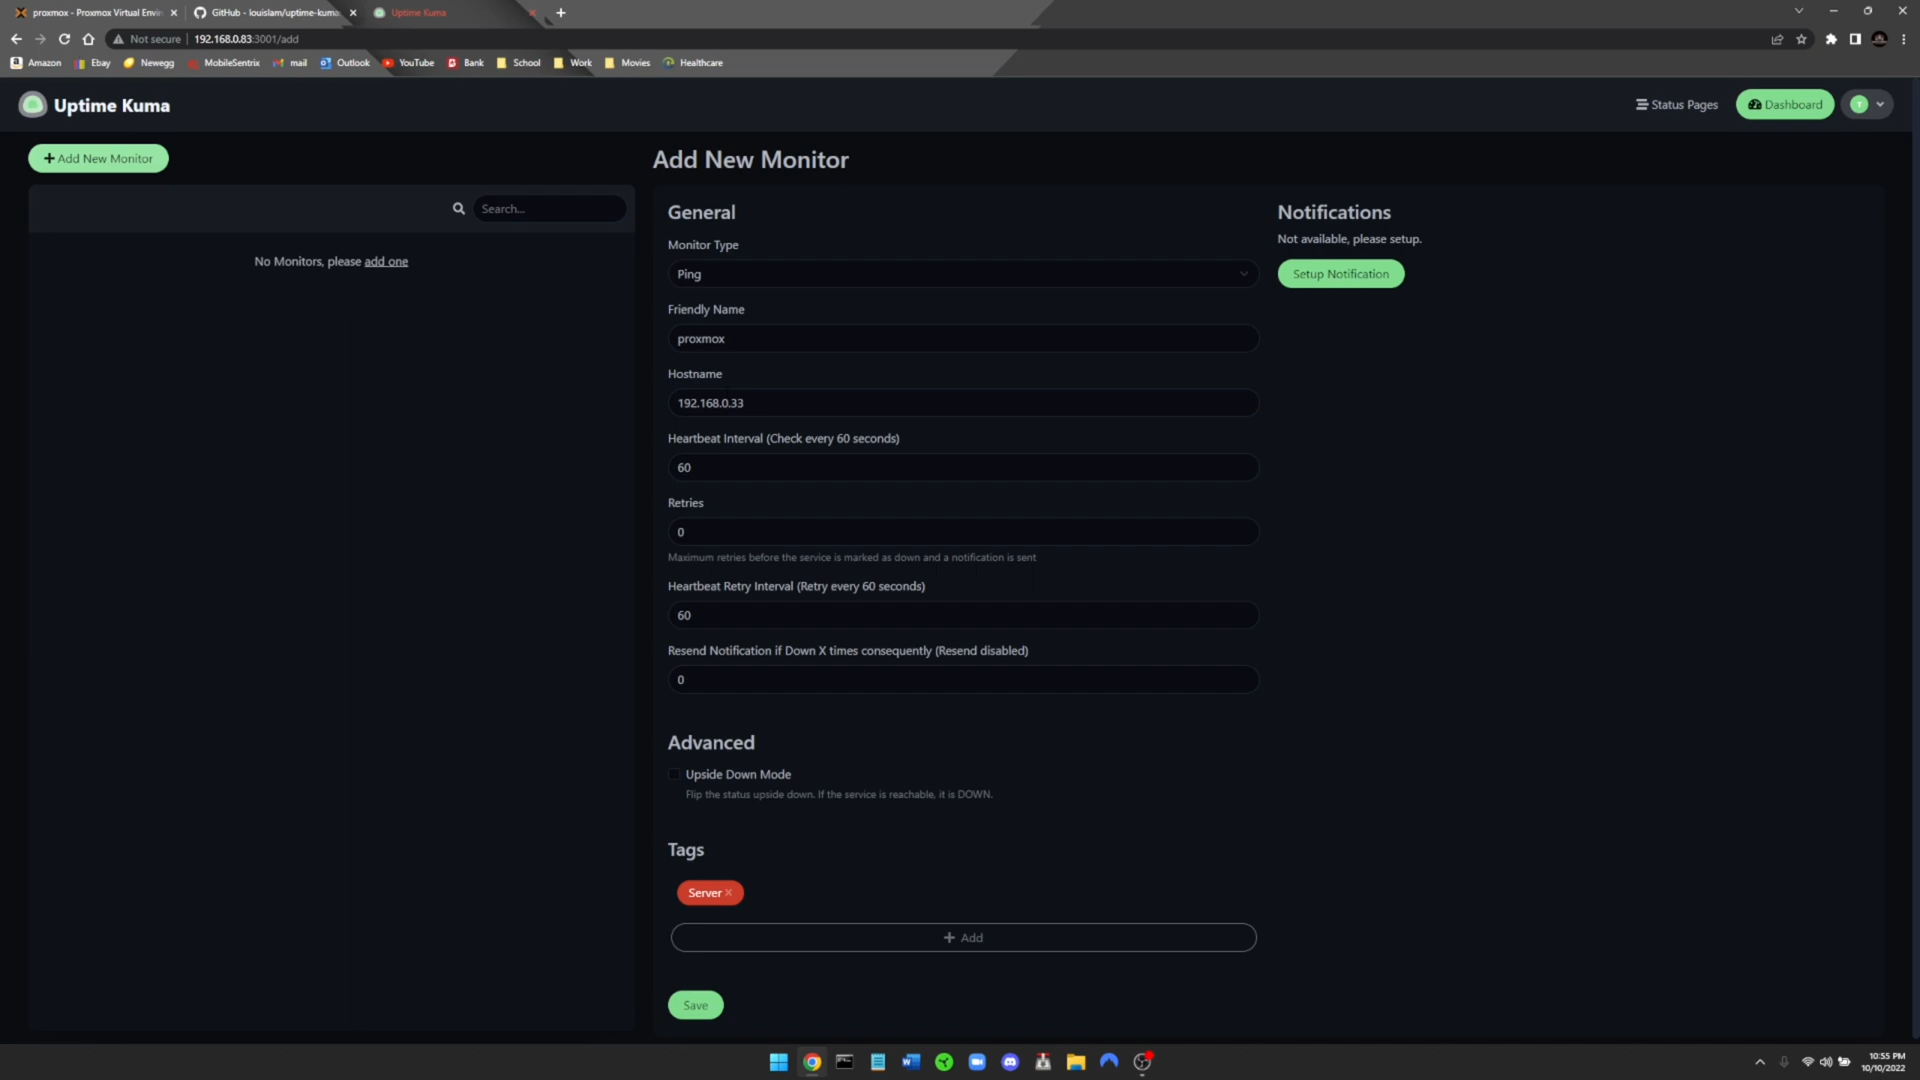 proxmox - Proxmox Virtual Envir
GitHub - louislam/uptime-kuma
Uptime Kuma
Not secure
192.168.0.83:3001/add
Amazon
Ebay
Newegg
MobileSentrix
mail
Outlook
YouTube
Bank
School
Work
Movies
Healthcare
Uptime Kuma
Status Pages
Dashboard
+ Add New Monitor
Search...
No Monitors, please add one
Add New Monitor
General
Monitor Type
Ping
Friendly Name
proxmox
Hostname
192.168.0.33
Heartbeat Interval (Check every 60 seconds)
60
Retries
0
Maximum retries before the service is marked as down and a notification is sent
Heartbeat Retry Interval (Retry every 60 seconds)
60
Resend Notification if Down X times consequently (Resend disabled)
0
Advanced
Upside Down Mode
Flip the status upside down. If the service is reachable, it is DOWN.
Tags
Server ×
+ Add
Save
Notifications
Not available, please setup.
Setup Notification
10:55 PM
10/10/2022